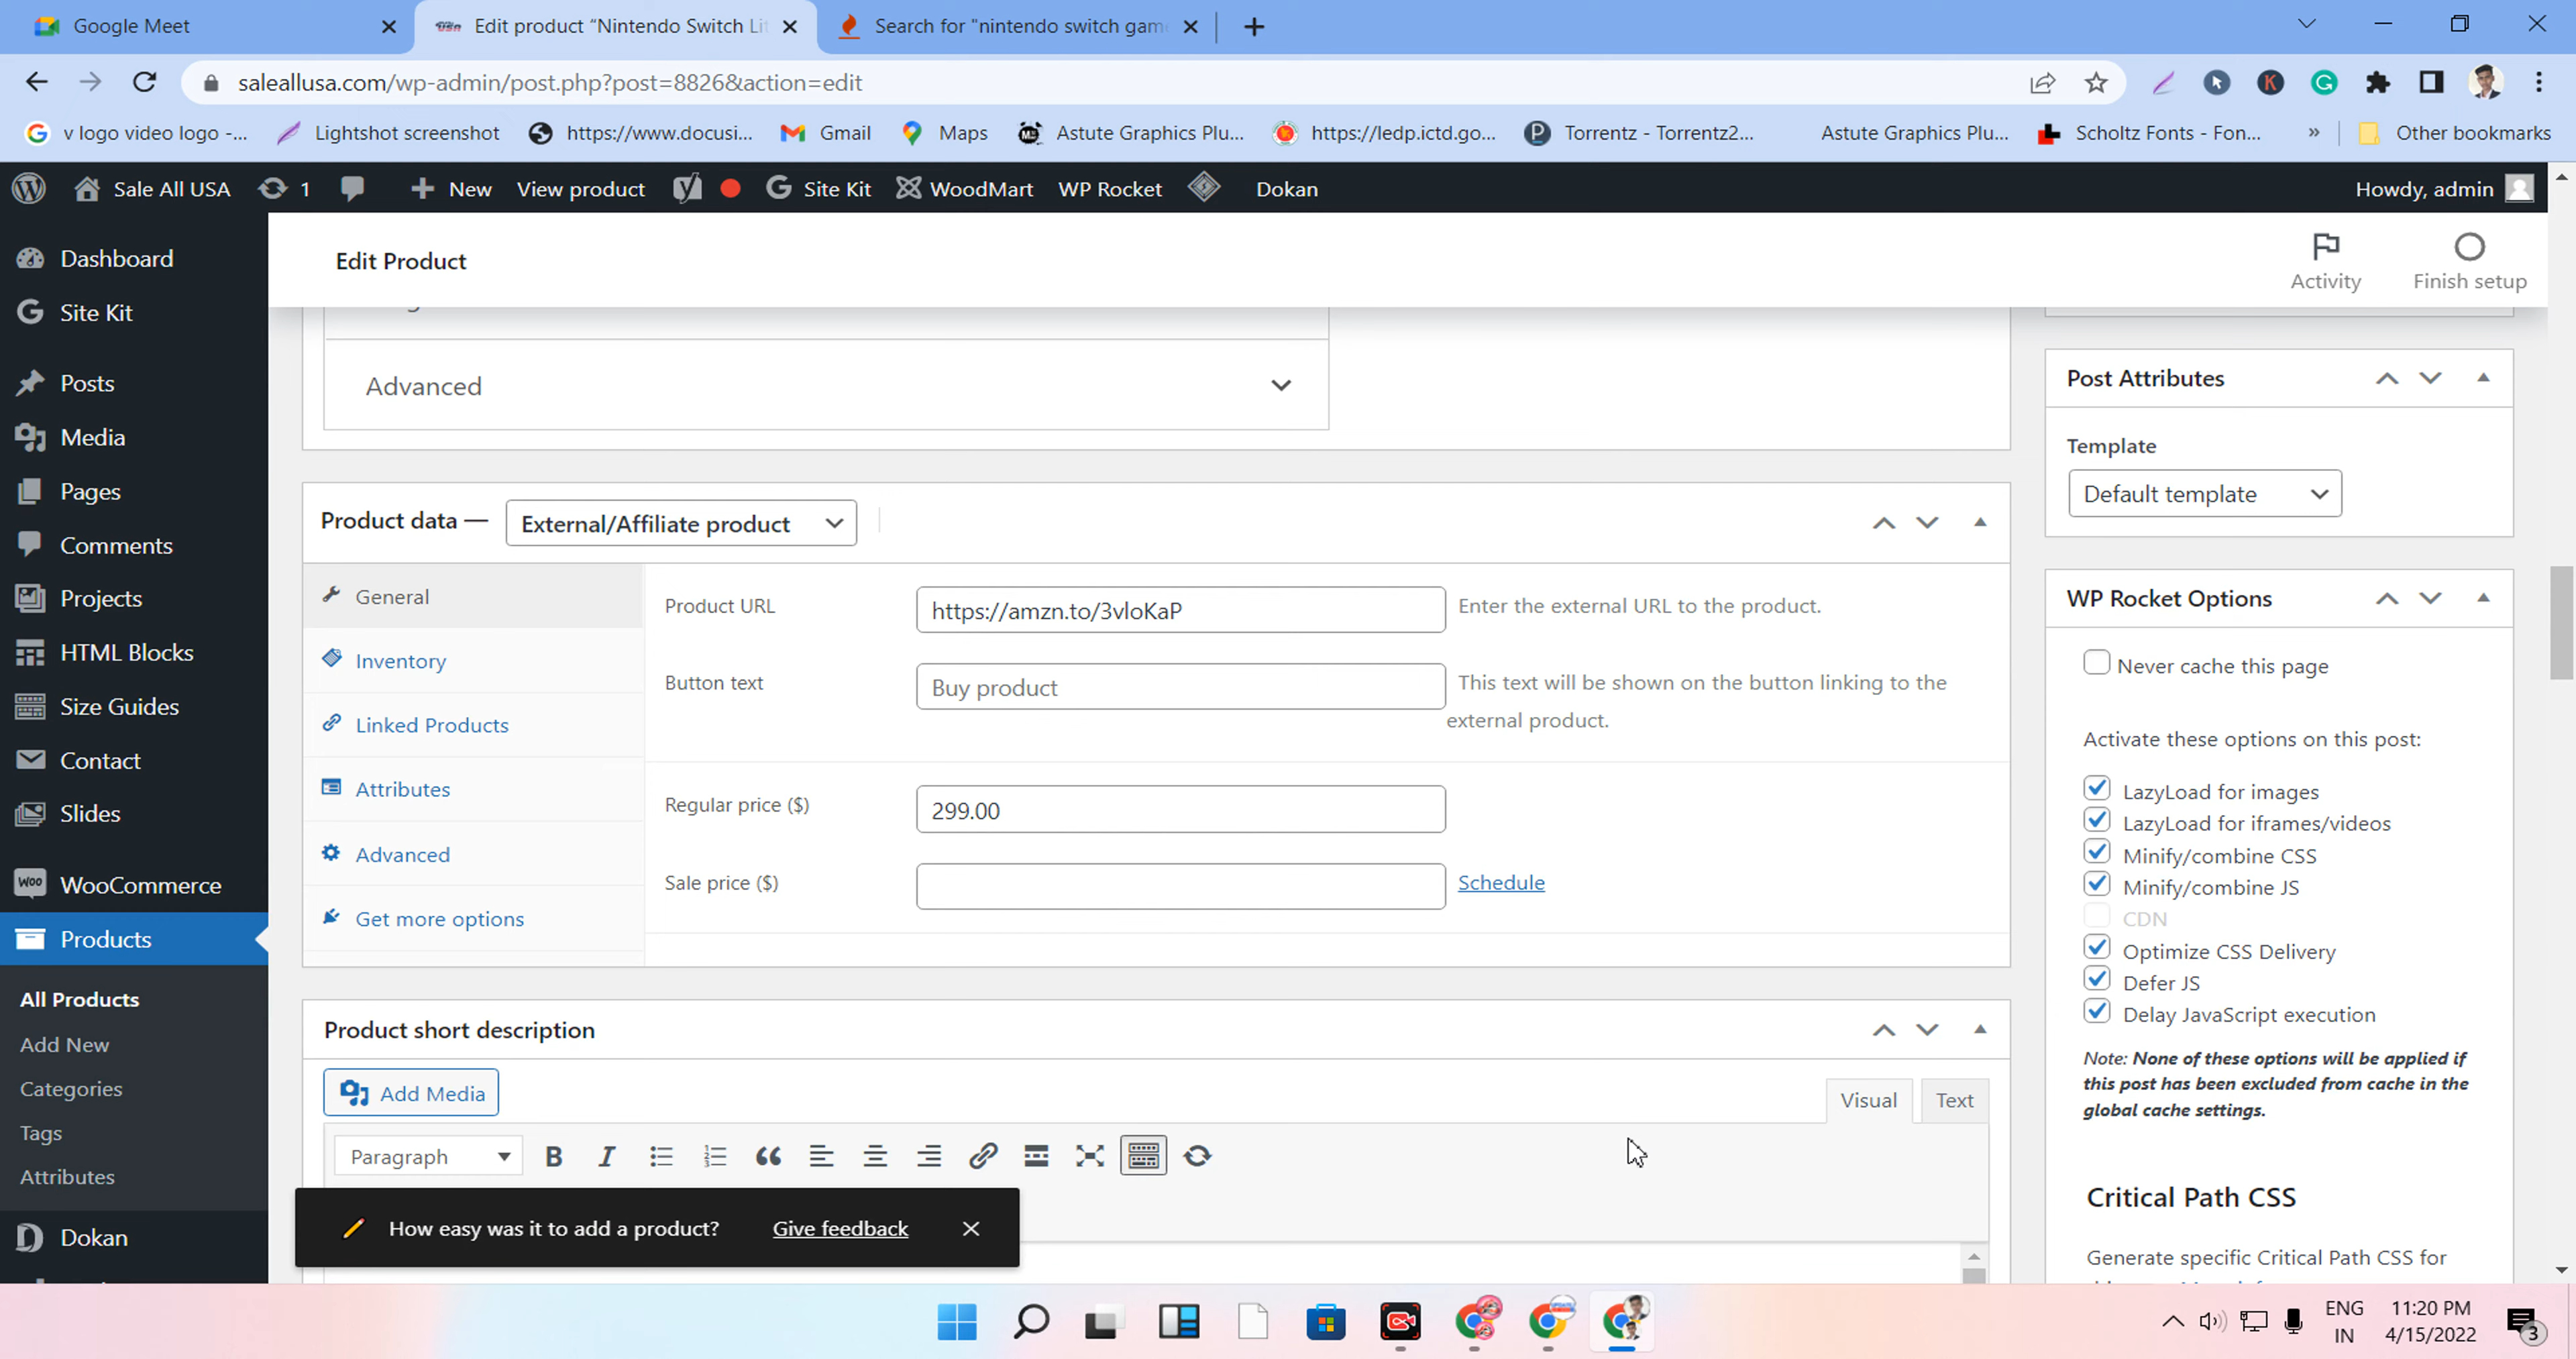 Google Meet
Edit product “Nintendo Switch Lit
Search for "nintendo switch gam
saleallusa.com/wp-admin/post.php?post=8826&action=edit
v logo video logo -...
Lightshot screenshot
https://www.docusi...
Gmail
Maps
Astute Graphics Plu...
https://ledp.ictd.go...
Torrentz - Torrentz2...
Astute Graphics Plu...
Scholtz Fonts - Fon...
»
Other bookmarks
Sale All USA
1
New
View product
Site Kit
WoodMart
WP Rocket
Dokan
Howdy, admin
Dashboard
Site Kit
Posts
Media
Pages
Comments
Projects
HTML Blocks
Size Guides
Contact
Slides
WooCommerce
Products
All Products
Add New
Categories
Tags
Attributes
Dokan
Edit Product
Activity
Finish setup
Advanced
Product data —
External/Affiliate product
General
Inventory
Linked Products
Attributes
Advanced
Get more options
Product URL
https://amzn.to/3vloKaP
Enter the external URL to the product.
Button text
Buy product
This text will be shown on the button linking to the
external product.
Regular price ($)
299.00
Sale price ($)
Schedule
Product short description
Add Media
Visual
Text
Paragraph
B
I
How easy was it to add a product?
Give feedback
Post Attributes
Template
Default template
WP Rocket Options
Never cache this page
Activate these options on this post:
LazyLoad for images
LazyLoad for iframes/videos
Minify/combine CSS
Minify/combine JS
CDN
Optimize CSS Delivery
Defer JS
Delay JavaScript execution
Note: None of these options will be applied if
this post has been excluded from cache in the
global cache settings.
Critical Path CSS
Generate specific Critical Path CSS for
ENG
IN
11:20 PM
4/15/2022
3